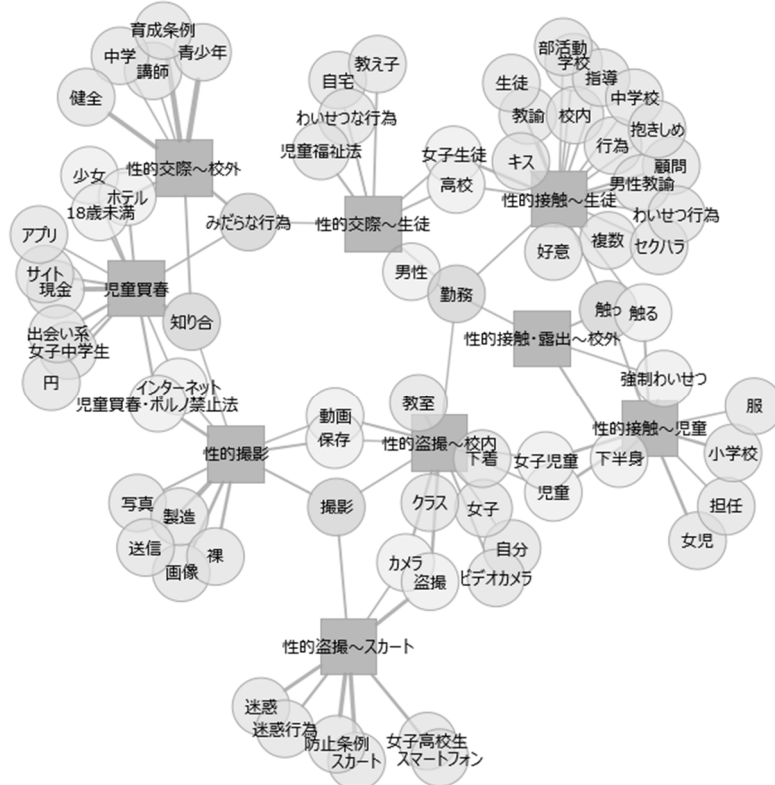 育成条例
中学
青少年
講師
健全
性的交際～校外
教え子
自宅
わいせつな行為
児童福祉法
女子生徒
高校
性的交際～生徒
部活動
学校
指導
生徒
中学校
教諭
校内
抱きしめ
行為
キス
顧問
男性教諭
性的接触～生徒
わいせつ行為
複数
セクハラ
好意
少女
ホテル
18歳未満
みだらな行為
アプリ
サイト
現金
児童買春
男性
勤務
知り合
出会い系
女子中学生
円
触っ
触る
性的接触・露出～校外
インターネット
児童買春・ポルノ禁止法
強制わいせつ
教室
動画
保存
性的盗撮～校内
性的接触～児童
服
性的撮影
下着
女子児童
下半身
小学校
児童
写真
製造
撮影
クラス
女子
担任
送信
裸
画像
カメラ
盗撮
自分
ビデオカメラ
女児
性的盗撮～スカート
迷惑
迷惑行為
防止条例
スカート
女子高校生
スマートフォン